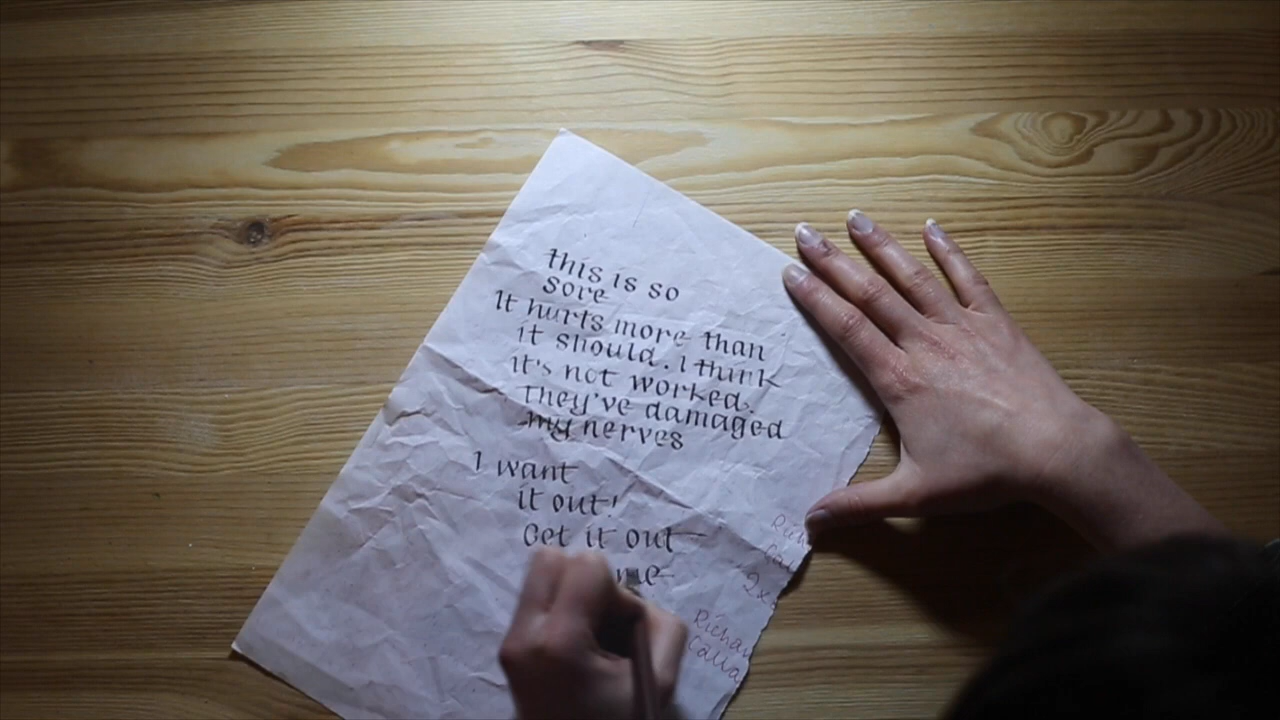 this is so
sore
It hurts more than
it should. I think
it's not worked.
They've damaged
my nerves
I want
it out!
Get it out
me